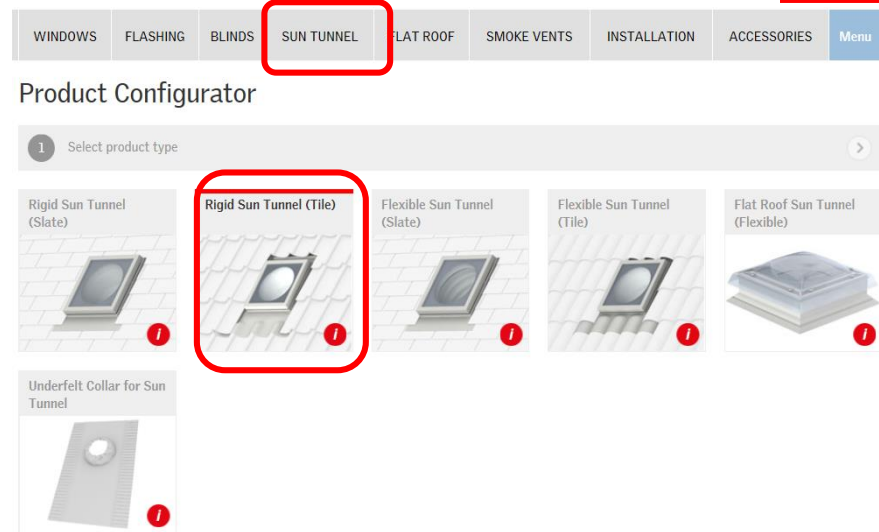 WINDOWS FLASHING BLINDS SUN TUNNEL FLAT ROOF SMOKE VENTS INSTALLATION ACCESSORIES Menu
Product Configurator
1 Select product type
Rigid Sun Tunnel
(Slate)
i
Rigid Sun Tunnel (Tile)
i
Flexible Sun Tunnel
(Slate)
i
Flexible Sun Tunnel
(Tile)
i
Flat Roof Sun Tunnel
(Flexible)
i
Underfelt Collar for Sun
Tunnel
i